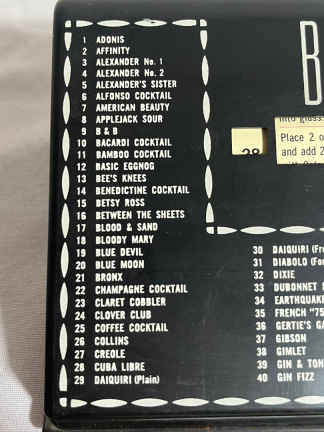 1 ADONIS
2 AFFINITY
3 ALEXANDER No. 1
4 ALEXANDER No. 2
5 ALEXANDER'S SISTER
6 ALFONSO COCKTAIL
7 AMERICAN BEAUTY
8 APPLEJACK SOUR
9 B & B
10 BACARDI COCKTAIL
11 BAMBOO COCKTAIL
12 BASIC EGGNOG
13 BEE'S KNEES
14 BENEDICTINE COCKTAIL
15 BETSY ROSS
16 BETWEEN THE SHEETS
17 BLOOD & SAND
18 BLOODY MARY
19 BLUE DEVIL
20 BLUE MOON
21 BRONX
22 CHAMPAGNE COCKTAIL
23 CLARET COBBLER
24 CLOVER CLUB
25 COFFEE COCKTAIL
26 COLLINS
27 CREOLE
28 CUBA LIBRE
29 DAIQUIRI (Plain)
B
into glass
Place 2 o
and add 2
28
30 DAIQUIRI (Fr
31 DIABOLO (For
32 DIXIE
33 DUBONNET
34 EARTHQUAKE
35 FRENCH "75
36 GERTIE'S GA
37 GIBSON
38 GIMLET
39 GIN & TON
40 GIN FIZZ